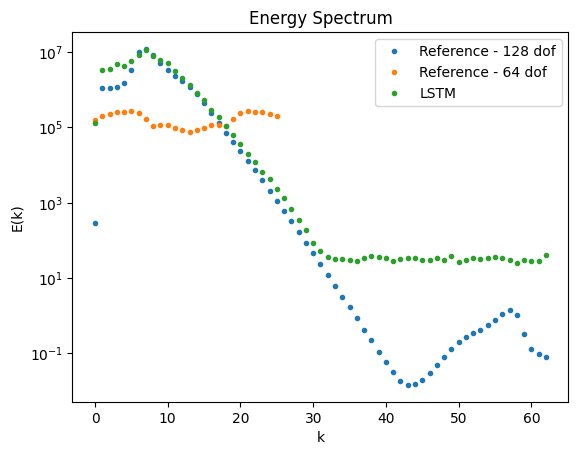 Energy Spectrum
Reference - 128 dof
Reference - 64 dof
LSTM
E(k)
10^7
10^5
10^3
10^1
10^−1
0 10 20 30 40 50 60
k